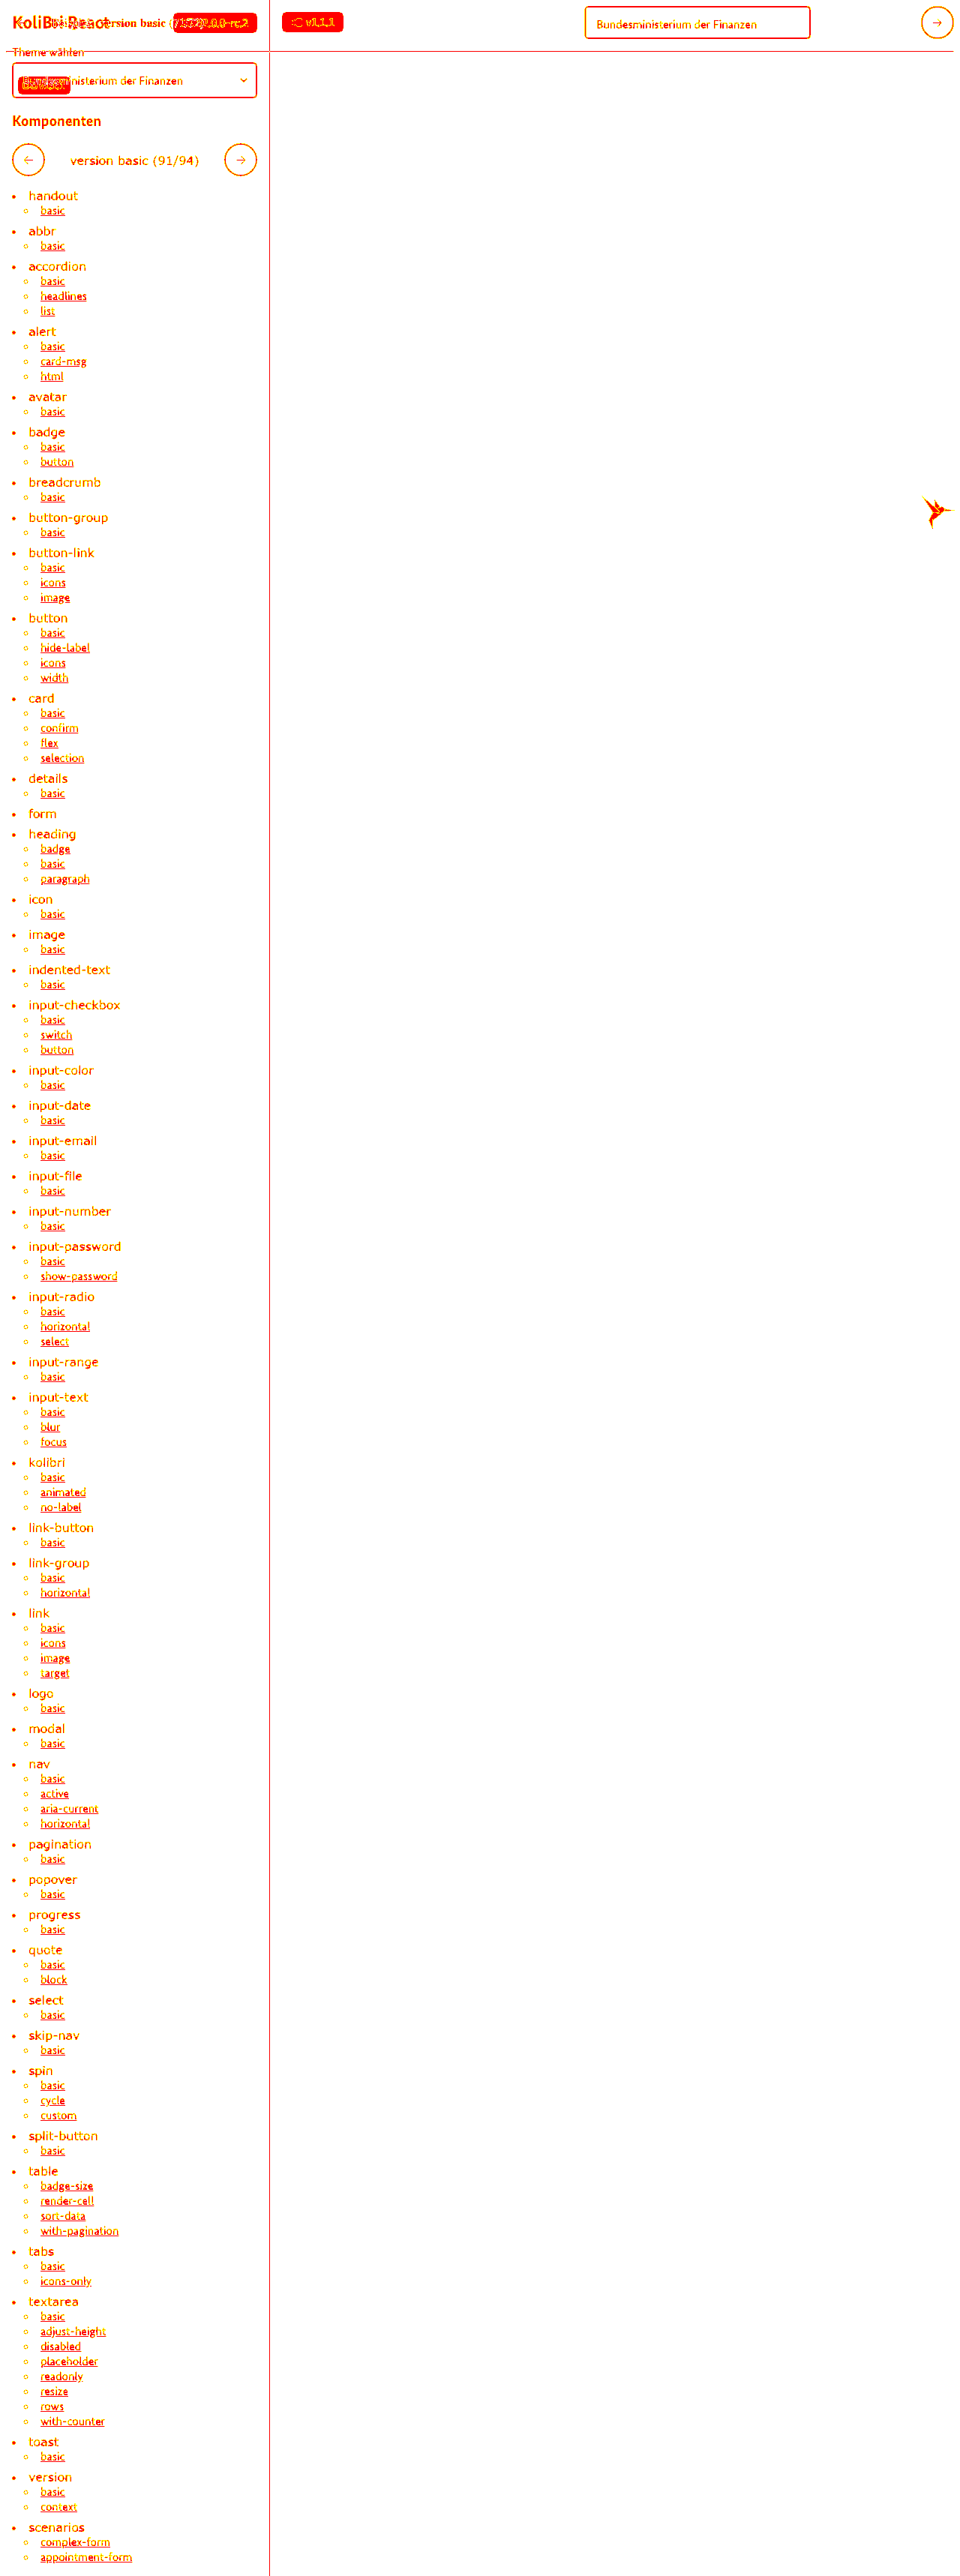 KoliBri React
version basic
v1.1.1
Bundesministerium der Finanzen
→
Theme wählen
Bundesministerium der Finanzen
Komponenten
← version basic (91/94) →
handout
basic
abbr
basic
accordion
basic
headlines
list
alert
basic
card-msg
html
avatar
basic
badge
basic
button
breadcrumb
basic
button-group
basic
button-link
basic
icons
image
button
basic
hide-label
icons
width
card
basic
confirm
flex
selection
details
basic
form
heading
badge
basic
paragraph
icon
basic
image
basic
indented-text
basic
input-checkbox
basic
switch
button
input-color
basic
input-date
basic
input-email
basic
input-file
basic
input-number
basic
input-password
basic
show-password
input-radio
basic
horizontal
select
input-range
basic
input-text
basic
blur
focus
kolibri
basic
animated
no-label
link-button
basic
link-group
basic
horizontal
link
basic
icons
image
target
logo
basic
modal
basic
nav
basic
active
aria-current
horizontal
pagination
basic
popover
basic
progress
basic
quote
basic
block
select
basic
skip-nav
basic
spin
basic
cycle
custom
split-button
basic
table
badge-size
render-cell
sort-data
with-pagination
tabs
basic
icons-only
textarea
basic
adjust-height
disabled
placeholder
readonly
resize
rows
with-counter
toast
basic
version
basic
context
scenarios
complex-form
appointment-form